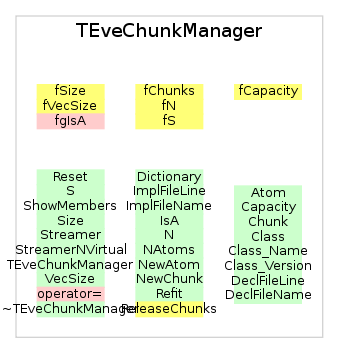 TEveChunkManager
fSize
fVecSize
fgIsA
fChunks
fN
fS
fCapacity
Reset
S
ShowMembers
Size
Streamer
StreamerNVirtual
TEveChunkManager
VecSize
operator=
~TEveChunkManager
Dictionary
ImplFileLine
ImplFileName
IsA
N
NAtoms
NewAtom
NewChunk
Refit
ReleaseChunks
Atom
Capacity
Chunk
Class
Class_Name
Class_Version
DeclFileLine
DeclFileName